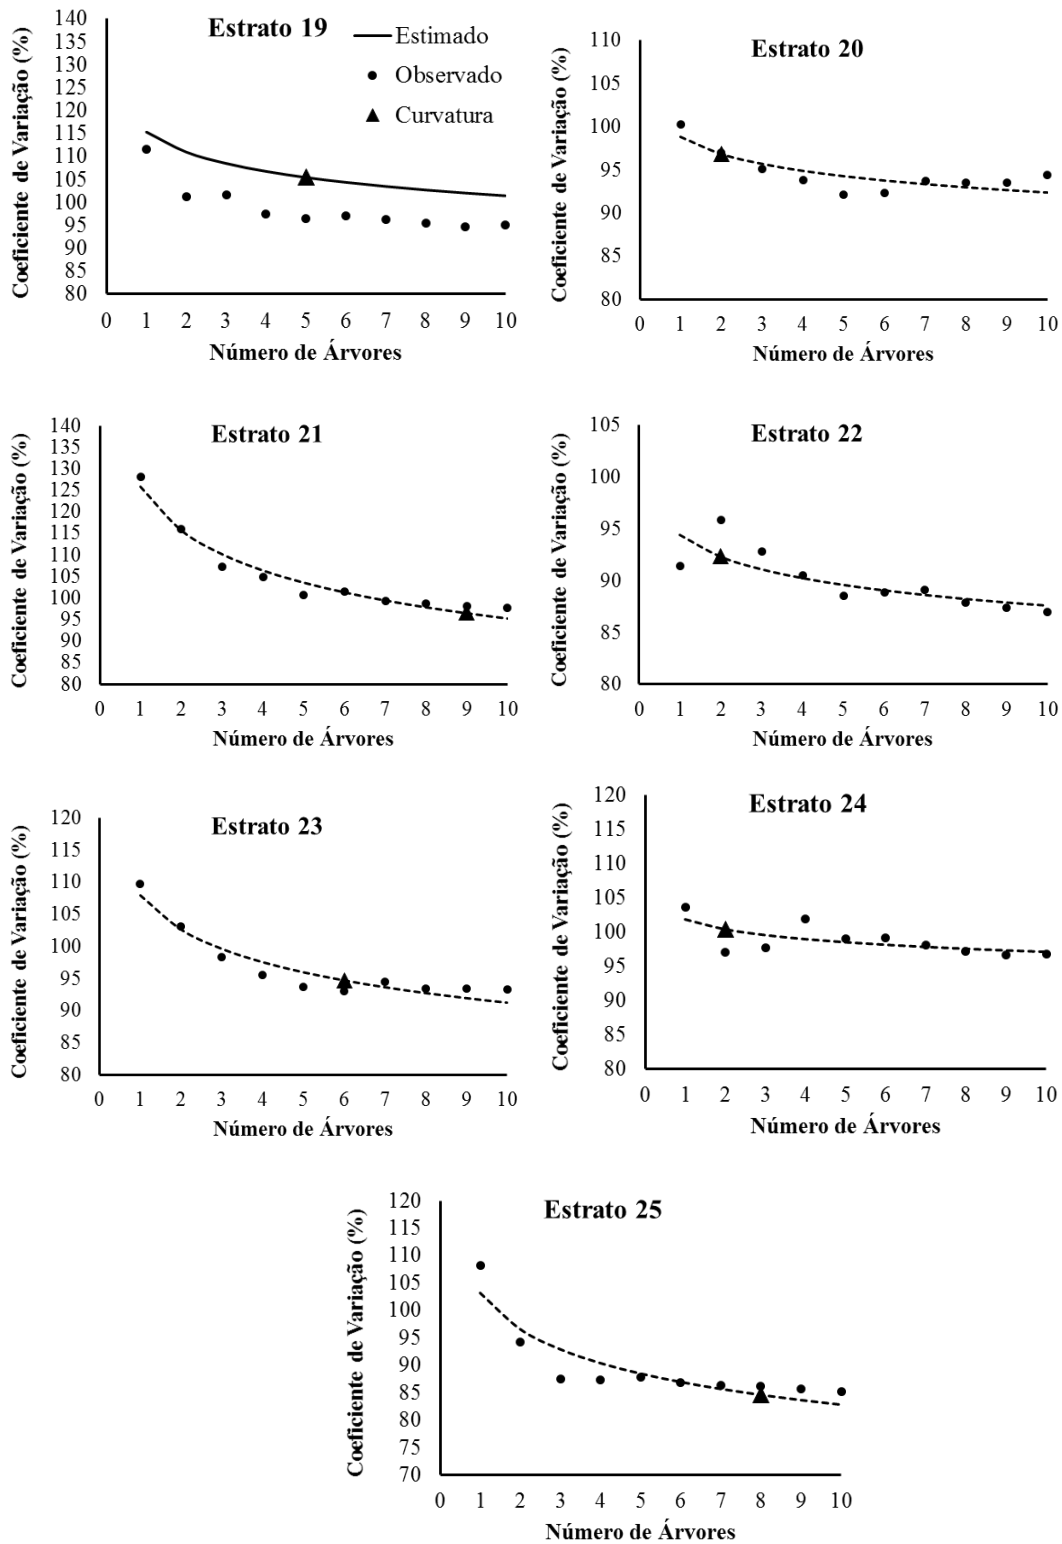 Estrato 19
Estimado
Observado
Curvatura
Coeficiente de Variação (%)
140
135
130
125
120
115
110
105
100
95
90
85
80
0 1 2 3 4 5 6 7 8 9 10
Número de Árvores
Estrato 20
Coeficiente de Variação (%)
110
105
100
95
90
85
80
0 1 2 3 4 5 6 7 8 9 10
Número de Árvores
Estrato 21
Coeficiente de Variação (%)
140
135
130
125
120
115
110
105
100
95
90
85
80
0 1 2 3 4 5 6 7 8 9 10
Número de Árvores
Estrato 22
Coeficiente de Variação (%)
105
100
95
90
85
80
0 1 2 3 4 5 6 7 8 9 10
Número de Árvores
Estrato 23
Coeficiente de Variação (%)
120
115
110
105
100
95
90
85
80
0 1 2 3 4 5 6 7 8 9 10
Número de Árvores
Estrato 24
Coeficiente de Variação (%)
120
115
110
105
100
95
90
85
80
0 1 2 3 4 5 6 7 8 9 10
Número de Árvores
Estrato 25
Coeficiente de Variação (%)
120
115
110
105
100
95
90
85
80
75
70
0 1 2 3 4 5 6 7 8 9 10
Número de Árvores